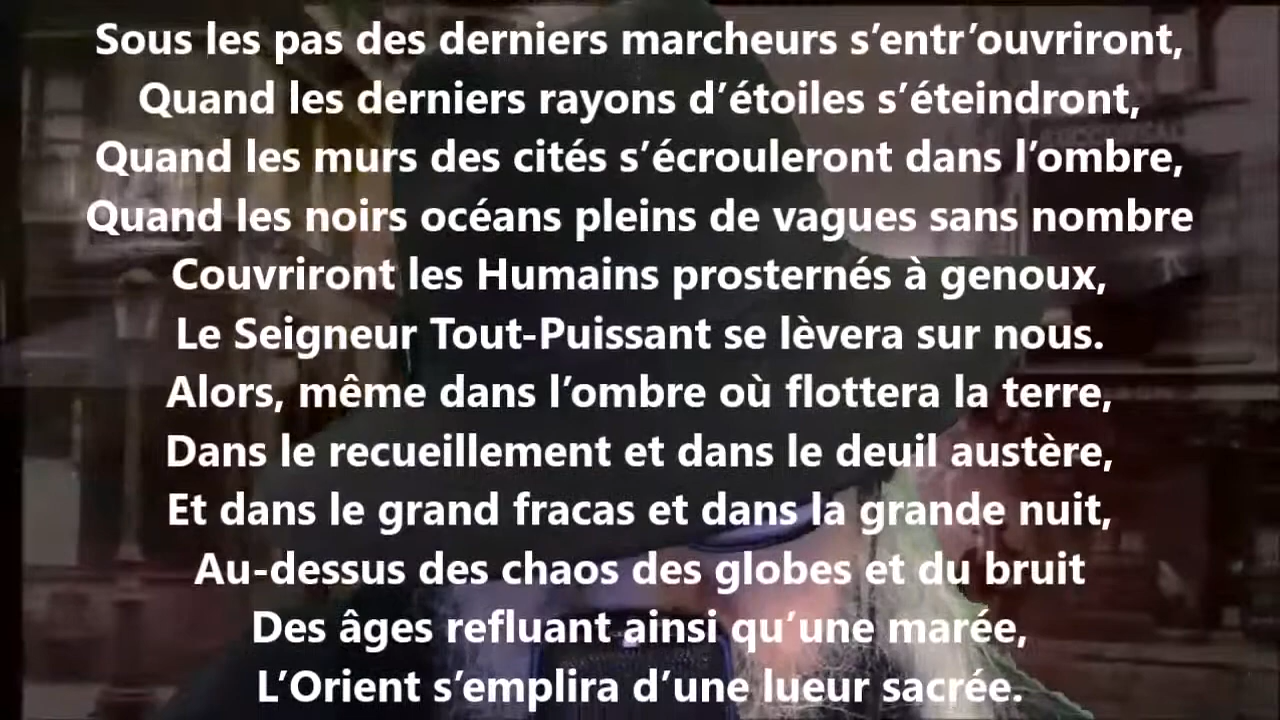 Sous les pas des derniers marcheurs s’entr’ouvriront,
Quand les derniers rayons d’étoiles s’éteindront,
Quand les murs des cités s’écrouleront dans l’ombre,
Quand les noirs océans pleins de vagues sans nombre
Couvriront les Humains prosternés à genoux,
Le Seigneur Tout-Puissant se lèvera sur nous.
Alors, même dans l’ombre où flottera la terre,
Dans le recueillement et dans le deuil austère,
Et dans le grand fracas et dans la grande nuit,
Au-dessus des chaos des globes et du bruit
Des âges refluant ainsi qu’une marée,
L’Orient s’emplira d’une lueur sacrée.